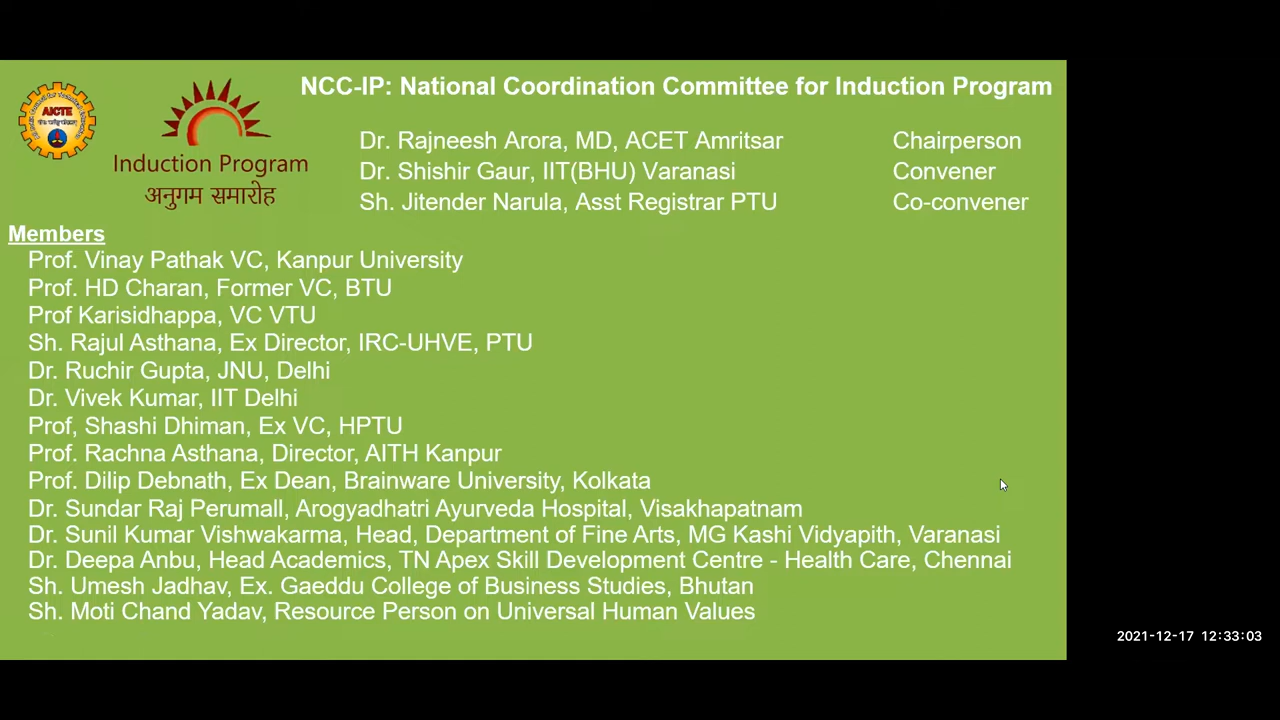 NCC-IP: National Coordination Committee for Induction Program
AICTE
Induction Program
अनुगम समारोह
Dr. Rajneesh Arora, MD, ACET Amritsar Chairperson
Dr. Shishir Gaur, IIT(BHU) Varanasi Convener
Sh. Jitender Narula, Asst Registrar PTU Co-convener
Members
Prof. Vinay Pathak VC, Kanpur University
Prof. HD Charan, Former VC, BTU
Prof Karisidhappa, VC VTU
Sh. Rajul Asthana, Ex Director, IRC-UHVE, PTU
Dr. Ruchir Gupta, JNU, Delhi
Dr. Vivek Kumar, IIT Delhi
Prof, Shashi Dhiman, Ex VC, HPTU
Prof. Rachna Asthana, Director, AITH Kanpur
Prof. Dilip Debnath, Ex Dean, Brainware University, Kolkata
Dr. Sundar Raj Perumall, Arogyadhatri Ayurveda Hospital, Visakhapatnam
Dr. Sunil Kumar Vishwakarma, Head, Department of Fine Arts, MG Kashi Vidyapith, Varanasi
Dr. Deepa Anbu, Head Academics, TN Apex Skill Development Centre - Health Care, Chennai
Sh. Umesh Jadhav, Ex. Gaeddu College of Business Studies, Bhutan
Sh. Moti Chand Yadav, Resource Person on Universal Human Values
2021-12-17 12:33:03